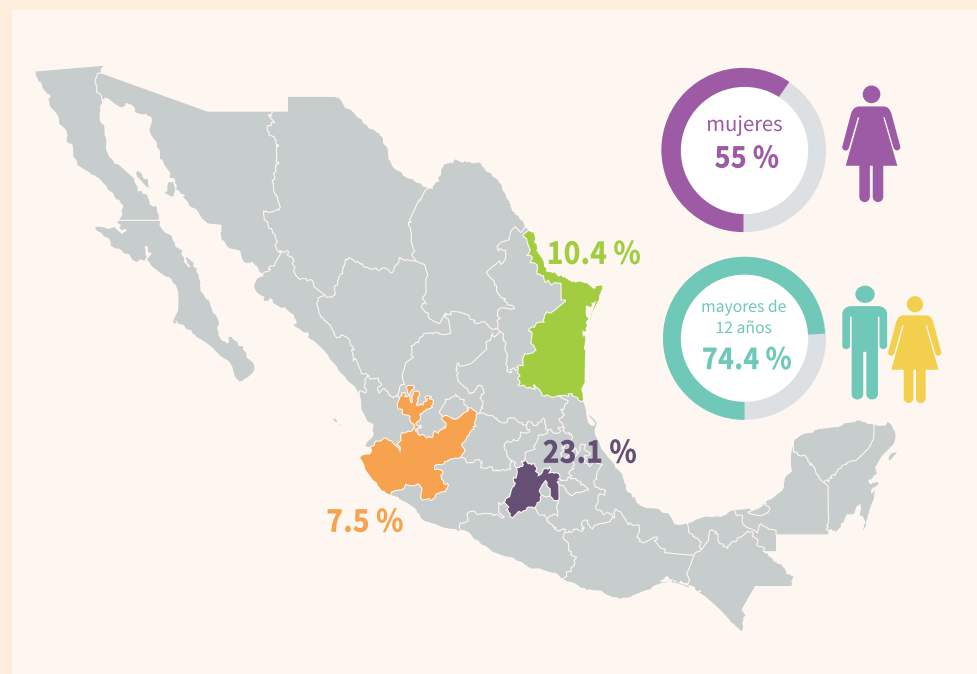 mujeres
55 %
10.4 %
mayores de
12 años
74.4 %
23.1 %
7.5 %